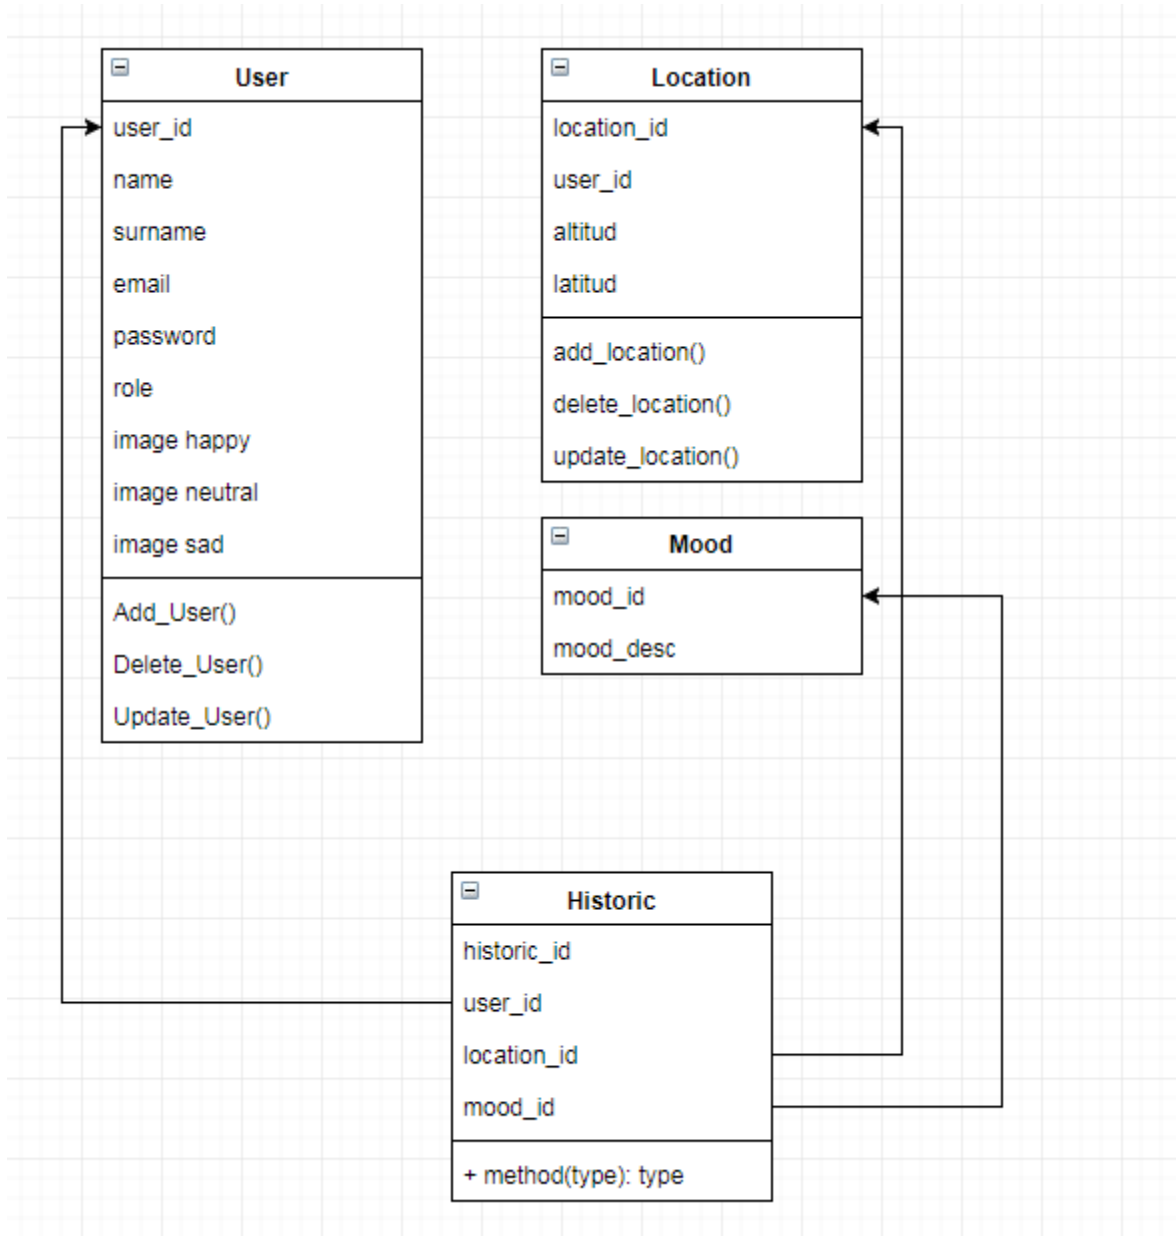 User
user_id
name
surname
email
password
role
image happy
image neutral
image sad
Add_User()
Delete_User()
Update_User()
Location
location_id
user_id
altitud
latitud
add_location()
delete_location()
update_location()
Mood
mood_id
mood_desc
Historic
historic_id
user_id
location_id
mood_id
+ method(type): type